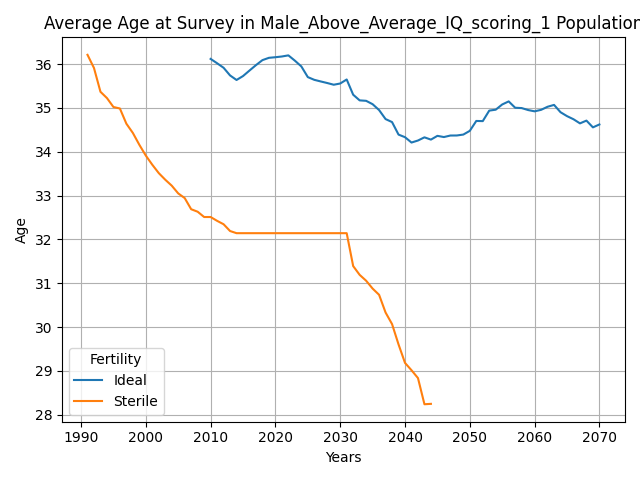 Average Age at Survey in Male_Above_Average_IQ_scoring_1 Population
Age
36
35
34
33
32
31
30
29
28
Fertility
Ideal
Sterile
1990 2000 2010 2020 2030 2040 2050 2060 2070
Years